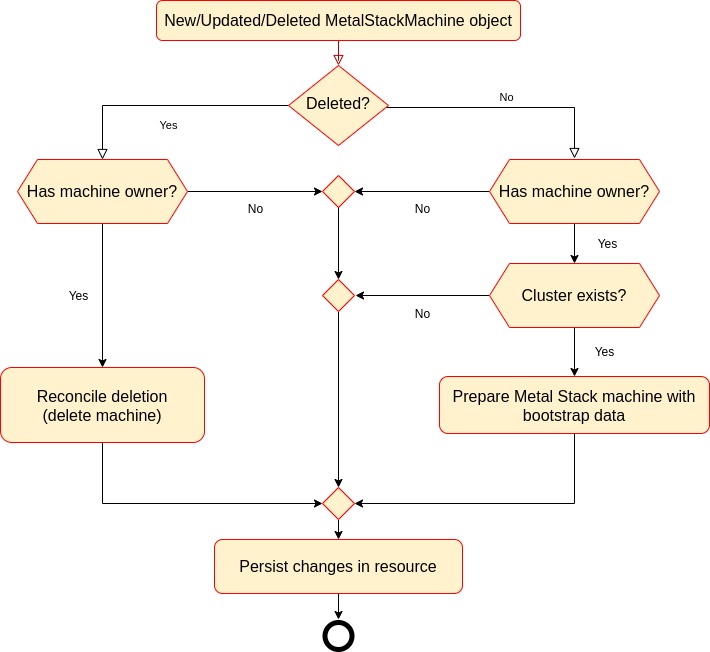 New/Updated/Deleted MetalStackMachine object
Deleted?
No
Yes
Has machine owner?
Has machine owner?
No
No
Yes
Yes
Cluster exists?
No
Yes
Reconcile deletion
(delete machine)
Prepare Metal Stack machine with
bootstrap data
Persist changes in resource